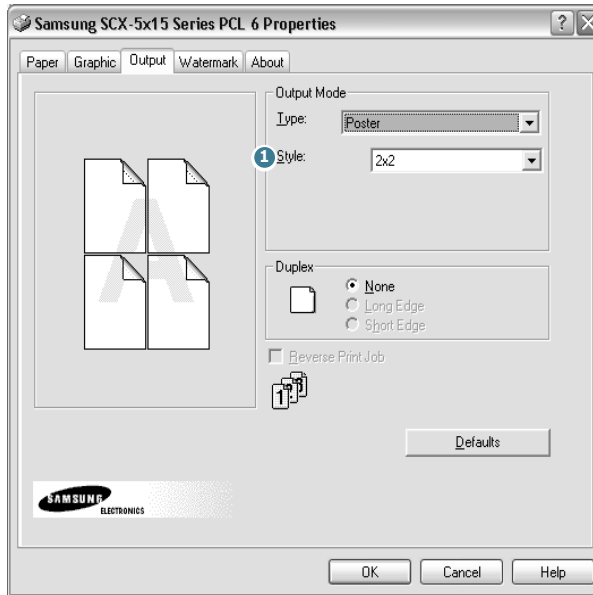 Samsung SCX-5x15 Series PCL 6 Properties
Paper Graphic Output Watermark About
Output Mode
Type: Poster
1 Style: 2x2
A
Duplex
None
Long Edge
Short Edge
Reverse Print Job
1
Defaults
SAMSUNG
ELECTRONICS
OK Cancel Help